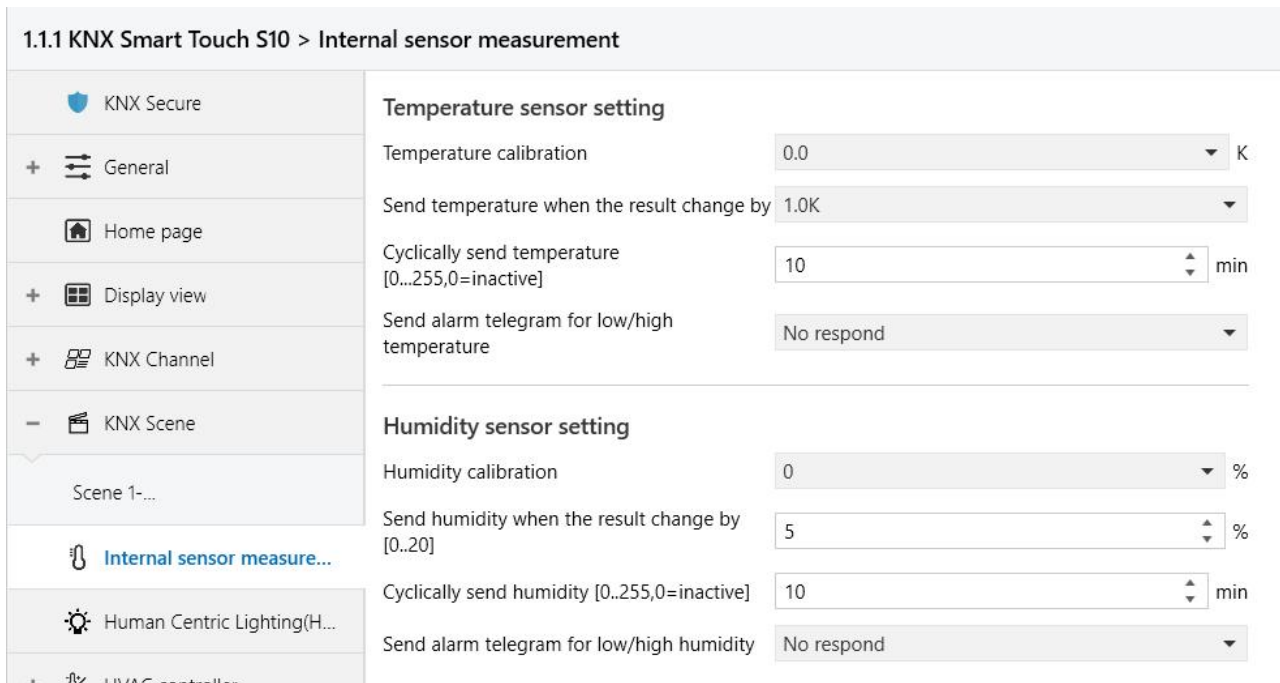 1.1.1 KNX Smart Touch S10 > Internal sensor measurement
KNX Secure
+ General
Home page
+ Display view
+ KNX Channel
− KNX Scene
Scene 1-...
Internal sensor measure...
Human Centric Lighting(H...
+ HVAC controller
Temperature sensor setting
Temperature calibration 0.0 K
Send temperature when the result change by 1.0K
Cyclically send temperature
[0...255,0=inactive] 10 min
Send alarm telegram for low/high
temperature No respond
Humidity sensor setting
Humidity calibration 0 %
Send humidity when the result change by
[0..20] 5 %
Cyclically send humidity [0..255,0=inactive] 10 min
Send alarm telegram for low/high humidity No respond